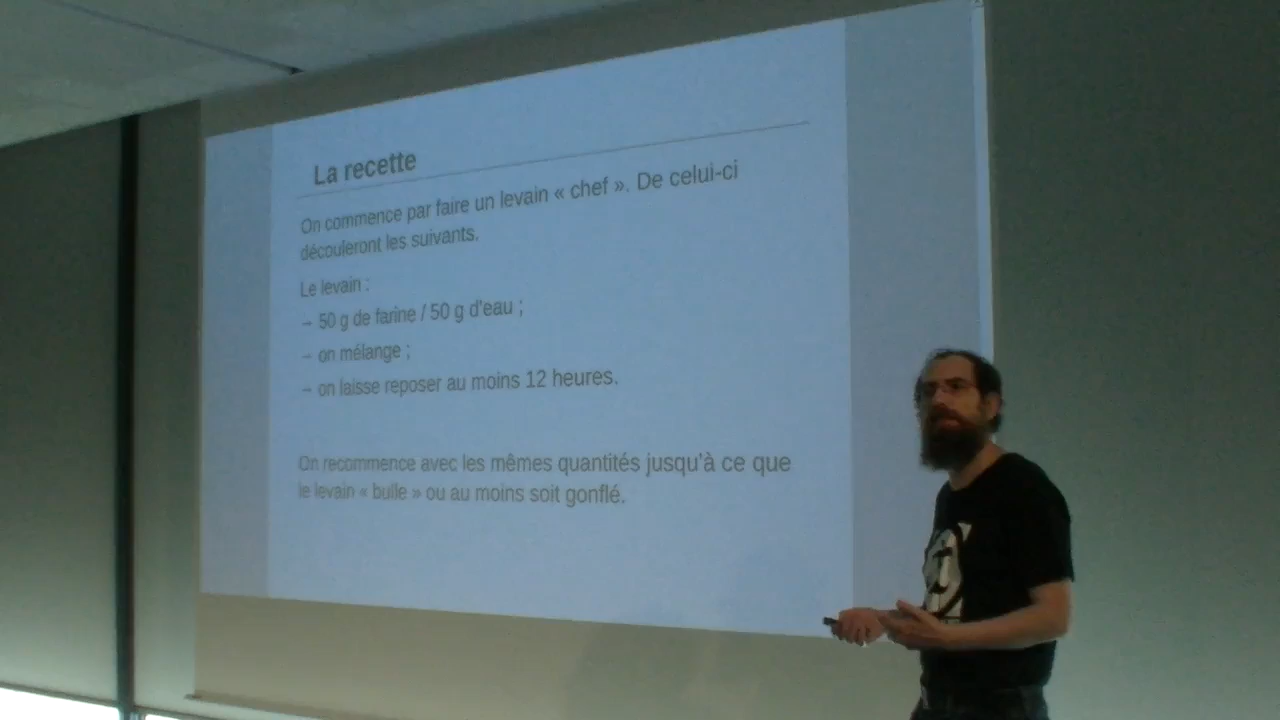 La recette
On commence par faire un levain « chef ». De celui-ci
découleront les suivants.
Le levain :
→ 50 g de farine / 50 g d'eau ;
→ on mélange ;
→ on laisse reposer au moins 12 heures.
On recommence avec les mêmes quantités jusqu'à ce que
le levain « bulle » ou au moins soit gonflé.